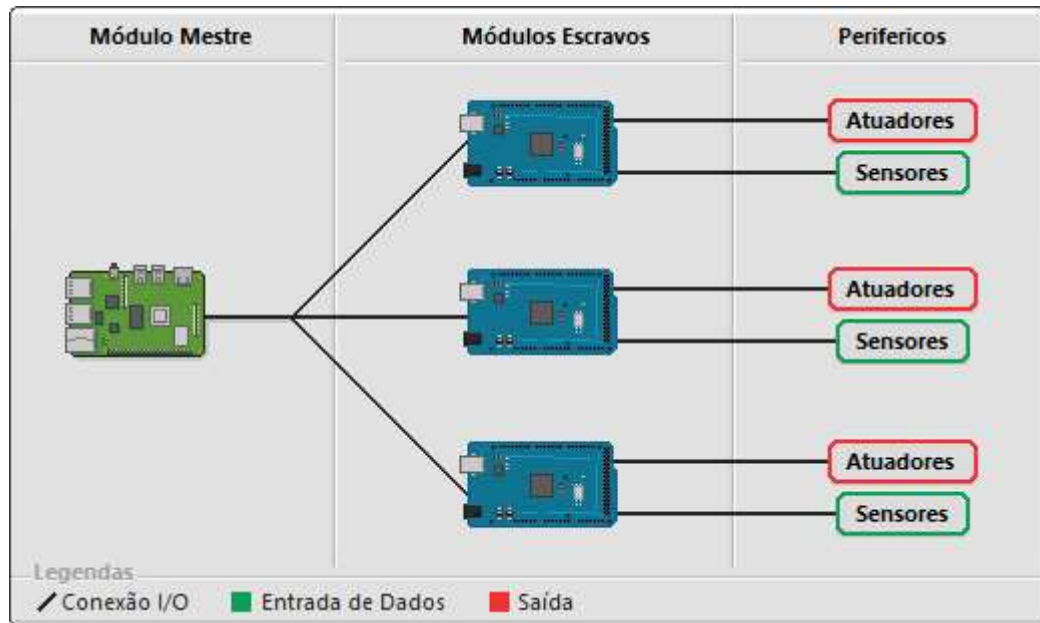 Módulo Mestre
Módulos Escravos
Perifericos
Atuadores
Sensores
Atuadores
Sensores
Atuadores
Sensores
Legendas
Conexão I/O
Entrada de Dados
Saída